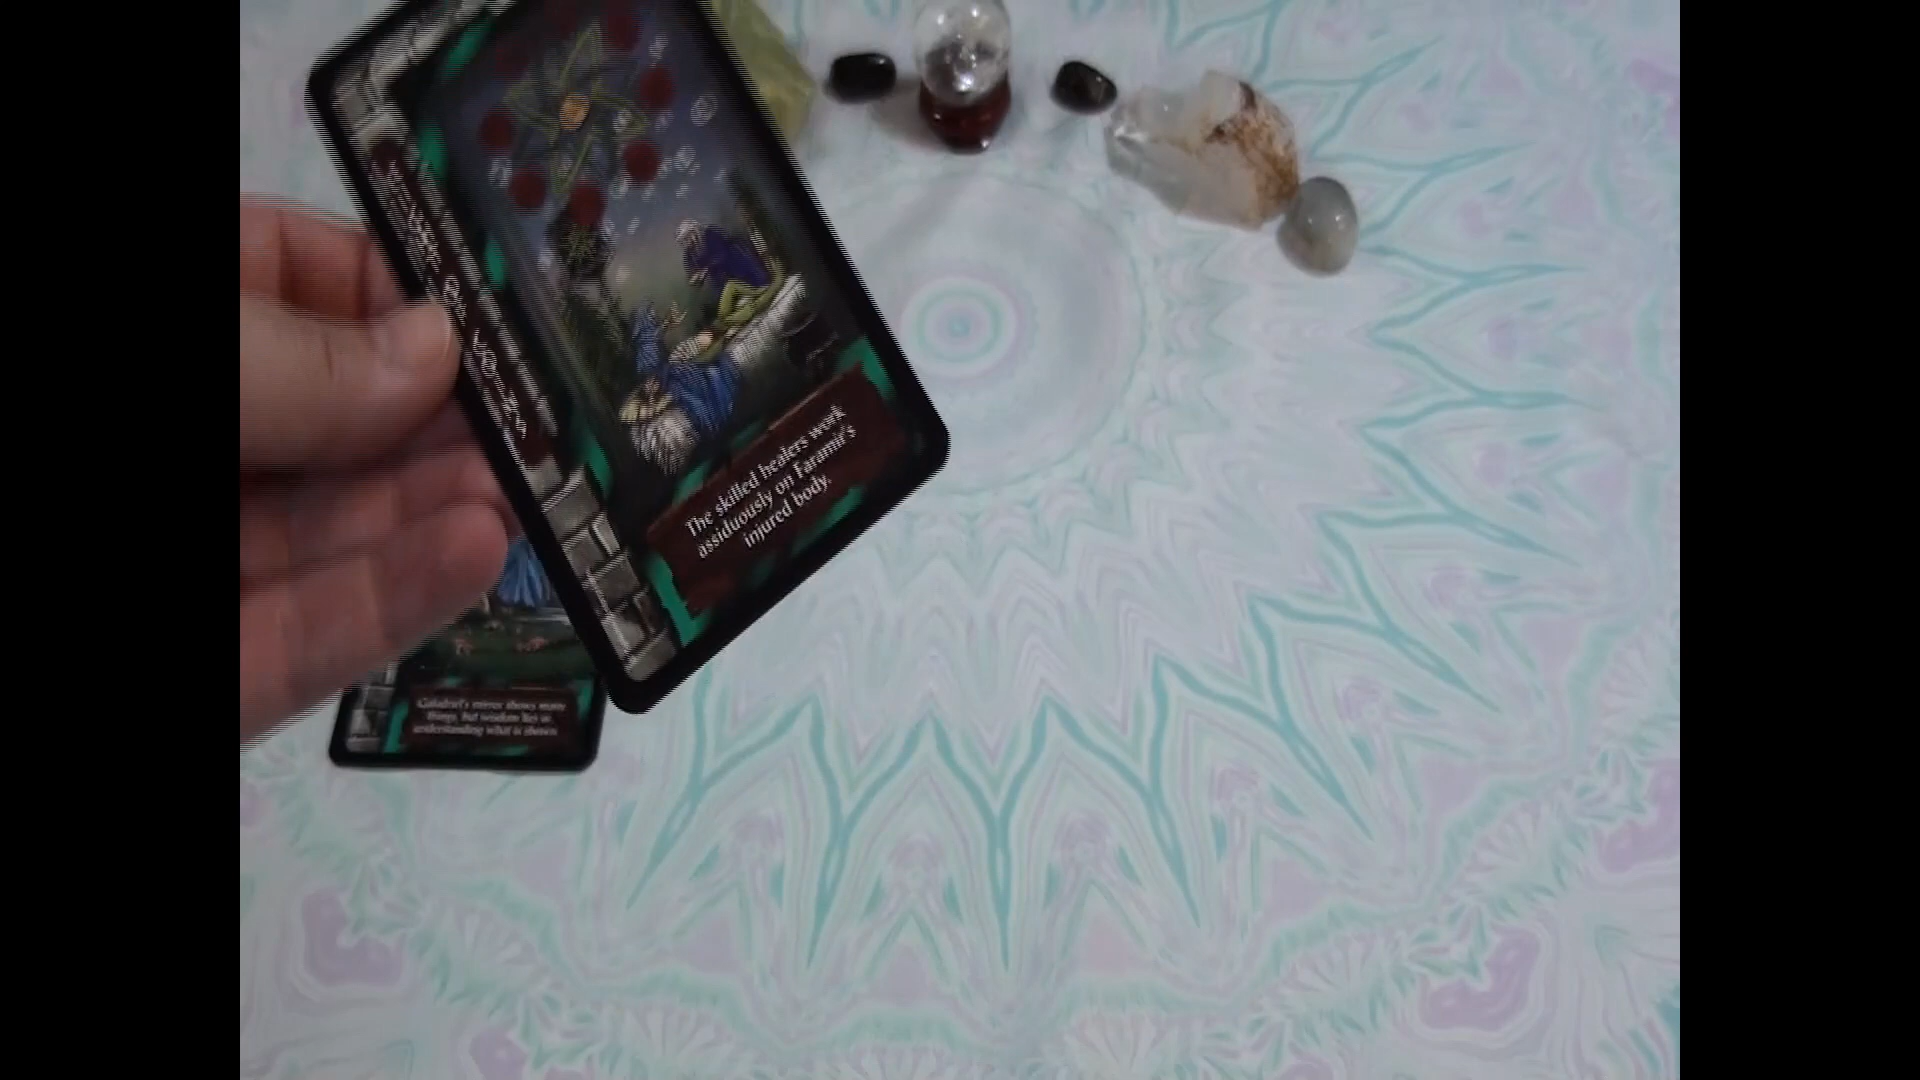 The skilled healers work
assiduously on Faramir's
injured body.
Galadriel's mirror shows many
things, but wisdom lies in
understanding what is shown.